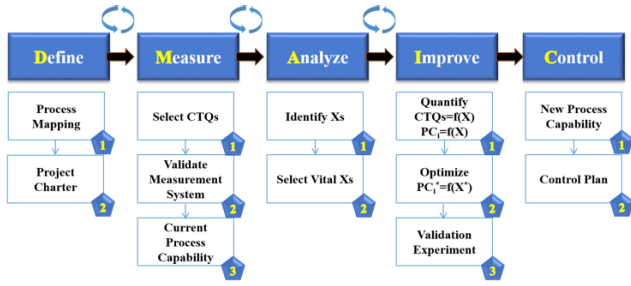 Define
Measure
Analyze
Improve
Control
Process
Mapping
1
Project
Charter
2
Select CTQs
1
Validate
Measurement
System
2
Current
Process
Capability
3
Identify Xs
1
Select Vital Xs
2
Quantify
CTQs=f(X)
PCᵢ=f(X)
1
Optimize
PCᵢ*=f(X*)
2
Validation
Experiment
3
New Process
Capability
1
Control Plan
2